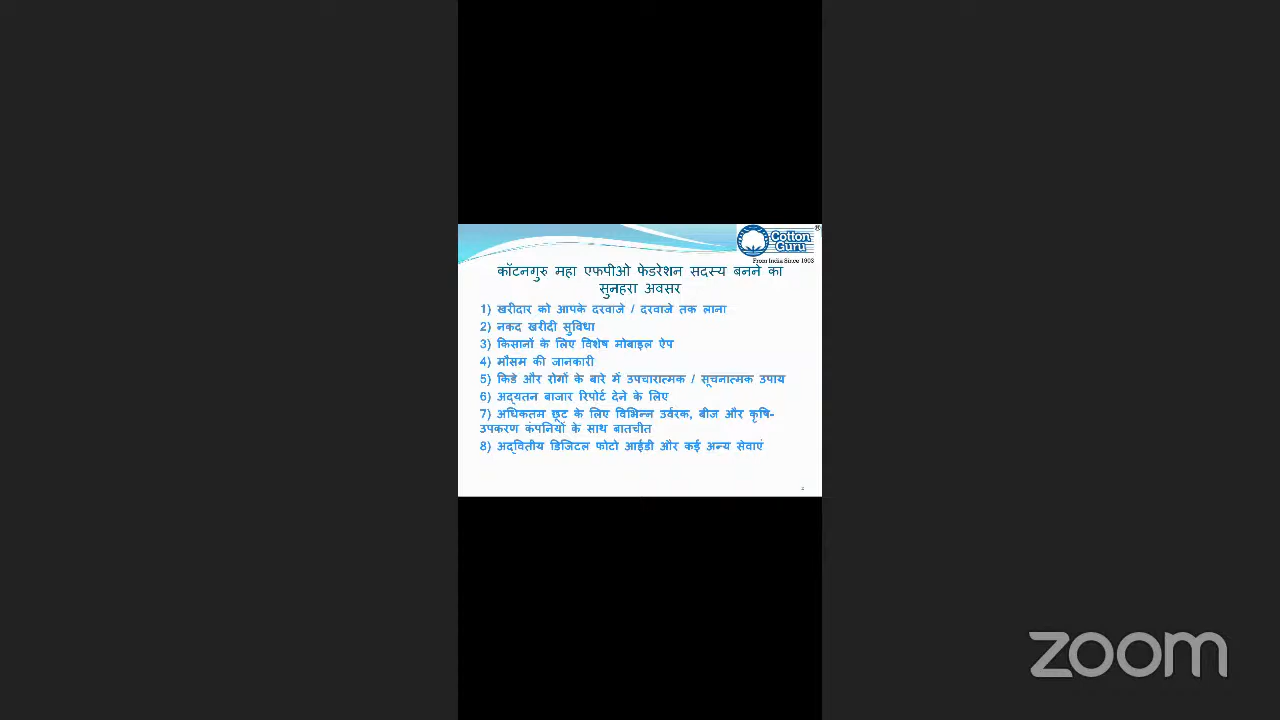 Cotton
Guru
®
From India Since 1903
कॉटनगुरु महा एफपीओ फेडरेशन सदस्य बनने का
सुनहरा अवसर
1) खरीदार को आपके दरवाजे / दरवाजे तक लाना
2) नकद खरीदी सुविधा
3) किसानों के लिए विशेष मोबाइल ऐप
4) मौसम की जानकारी
5) किडे और रोगों के बारे में उपचारात्मक / सूचनात्मक उपाय
6) अद्यतन बाजार रिपोर्ट देने के लिए
7) अधिकतम छूट के लिए विभिन्न उर्वरक, बीज और कृषि-
उपकरण कंपनियों के साथ बातचीत
8) अद्वितीय डिजिटल फोटो आईडी और कई अन्य सेवाएं
zoom